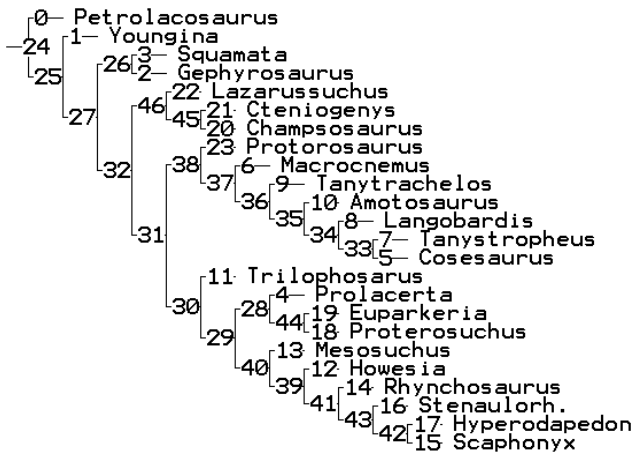 0 Petrolacosaurus
24
1 Youngina
25
3 Squamata
26
2 Gephyrosaurus
22 Lazarussuchus
46
21 Cteniogenys
45
27
20 Champsosaurus
23 Protorosaurus
38
6 Macrocnemus
32
37
9 Tanytrachelos
36
10 Amotosaurus
35
8 Langobardis
34
31
7 Tanystropheus
33
5 Cosesaurus
11 Trilophosarus
4 Prolacerta
28
30
19 Euparkeria
44
18 Proterosuchus
29
13 Mesosuchus
40
12 Howesia
39
14 Rhynchosaurus
41
16 Stenaulorh.
43
17 Hyperodapedon
42
15 Scaphonyx